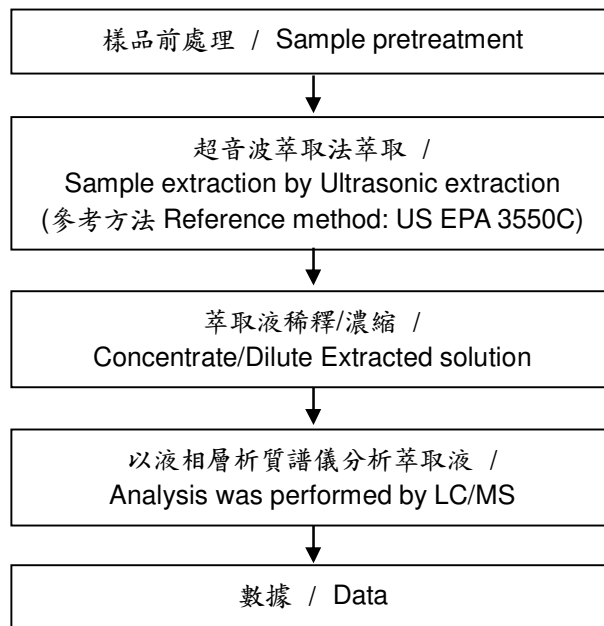 樣品前處理 / Sample pretreatment
超音波萃取法萃取 /
Sample extraction by Ultrasonic extraction
(參考方法 Reference method: US EPA 3550C)
萃取液稀釋/濃縮 /
Concentrate/Dilute Extracted solution
以液相層析質譜儀分析萃取液 /
Analysis was performed by LC/MS
數據 / Data